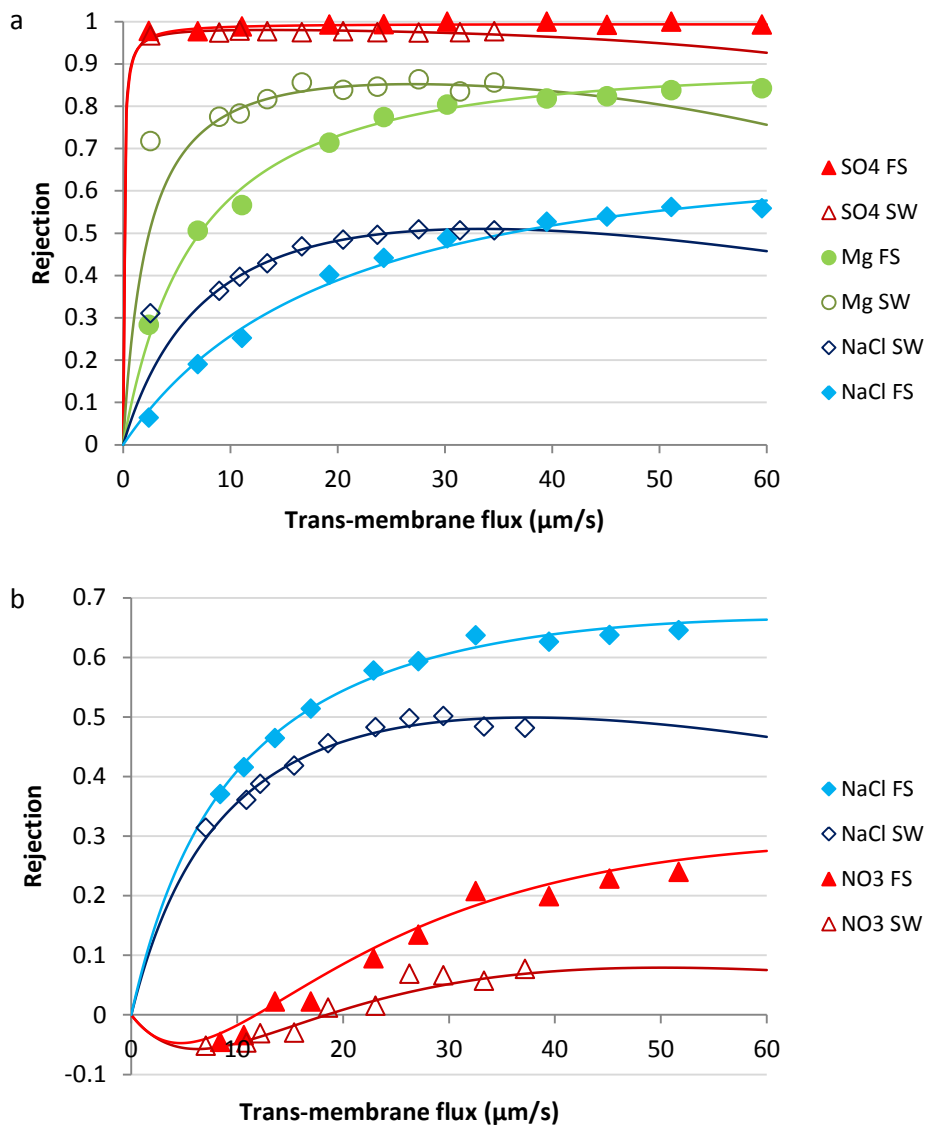 a
1
0.9
0.8
0.7
0.6
0.5
0.4
0.3
0.2
0.1
0
Rejection
0 10 20 30 40 50 60
Trans-membrane flux (µm/s)
SO4 FS
SO4 SW
Mg FS
Mg SW
NaCl SW
NaCl FS
b
0.7
0.6
0.5
0.4
0.3
0.2
0.1
0
-0.1
Rejection
0 10 20 30 40 50 60
Trans-membrane flux (µm/s)
NaCl FS
NaCl SW
NO3 FS
NO3 SW